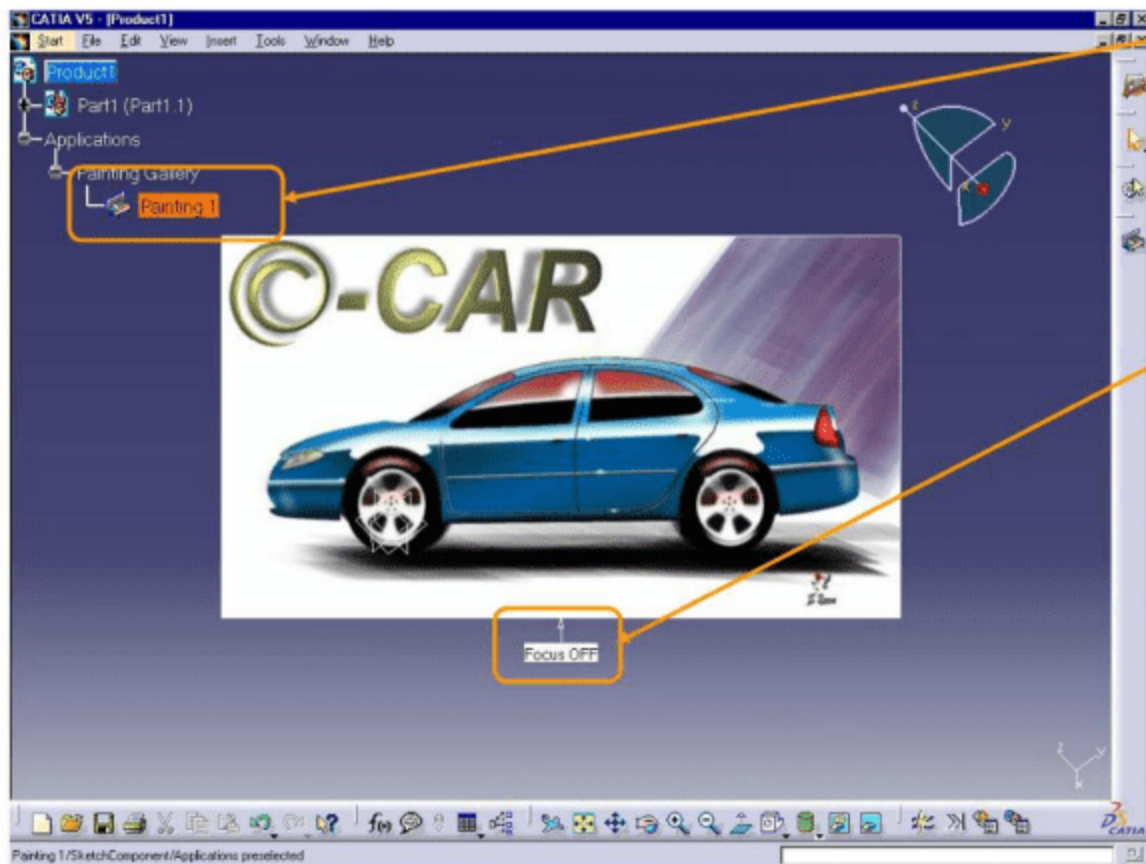 CATIA V5 - [Product1]
Start File Edit View Insert Tools Window Help
Product1
Part1 (Part1.1)
Applications
Painting Gallery
Painting 1
z
y
x
©-CAR
Focus OFF
z
y
x
f(x)
CATIA
Painting 1/SketchComponent/Applications preselected